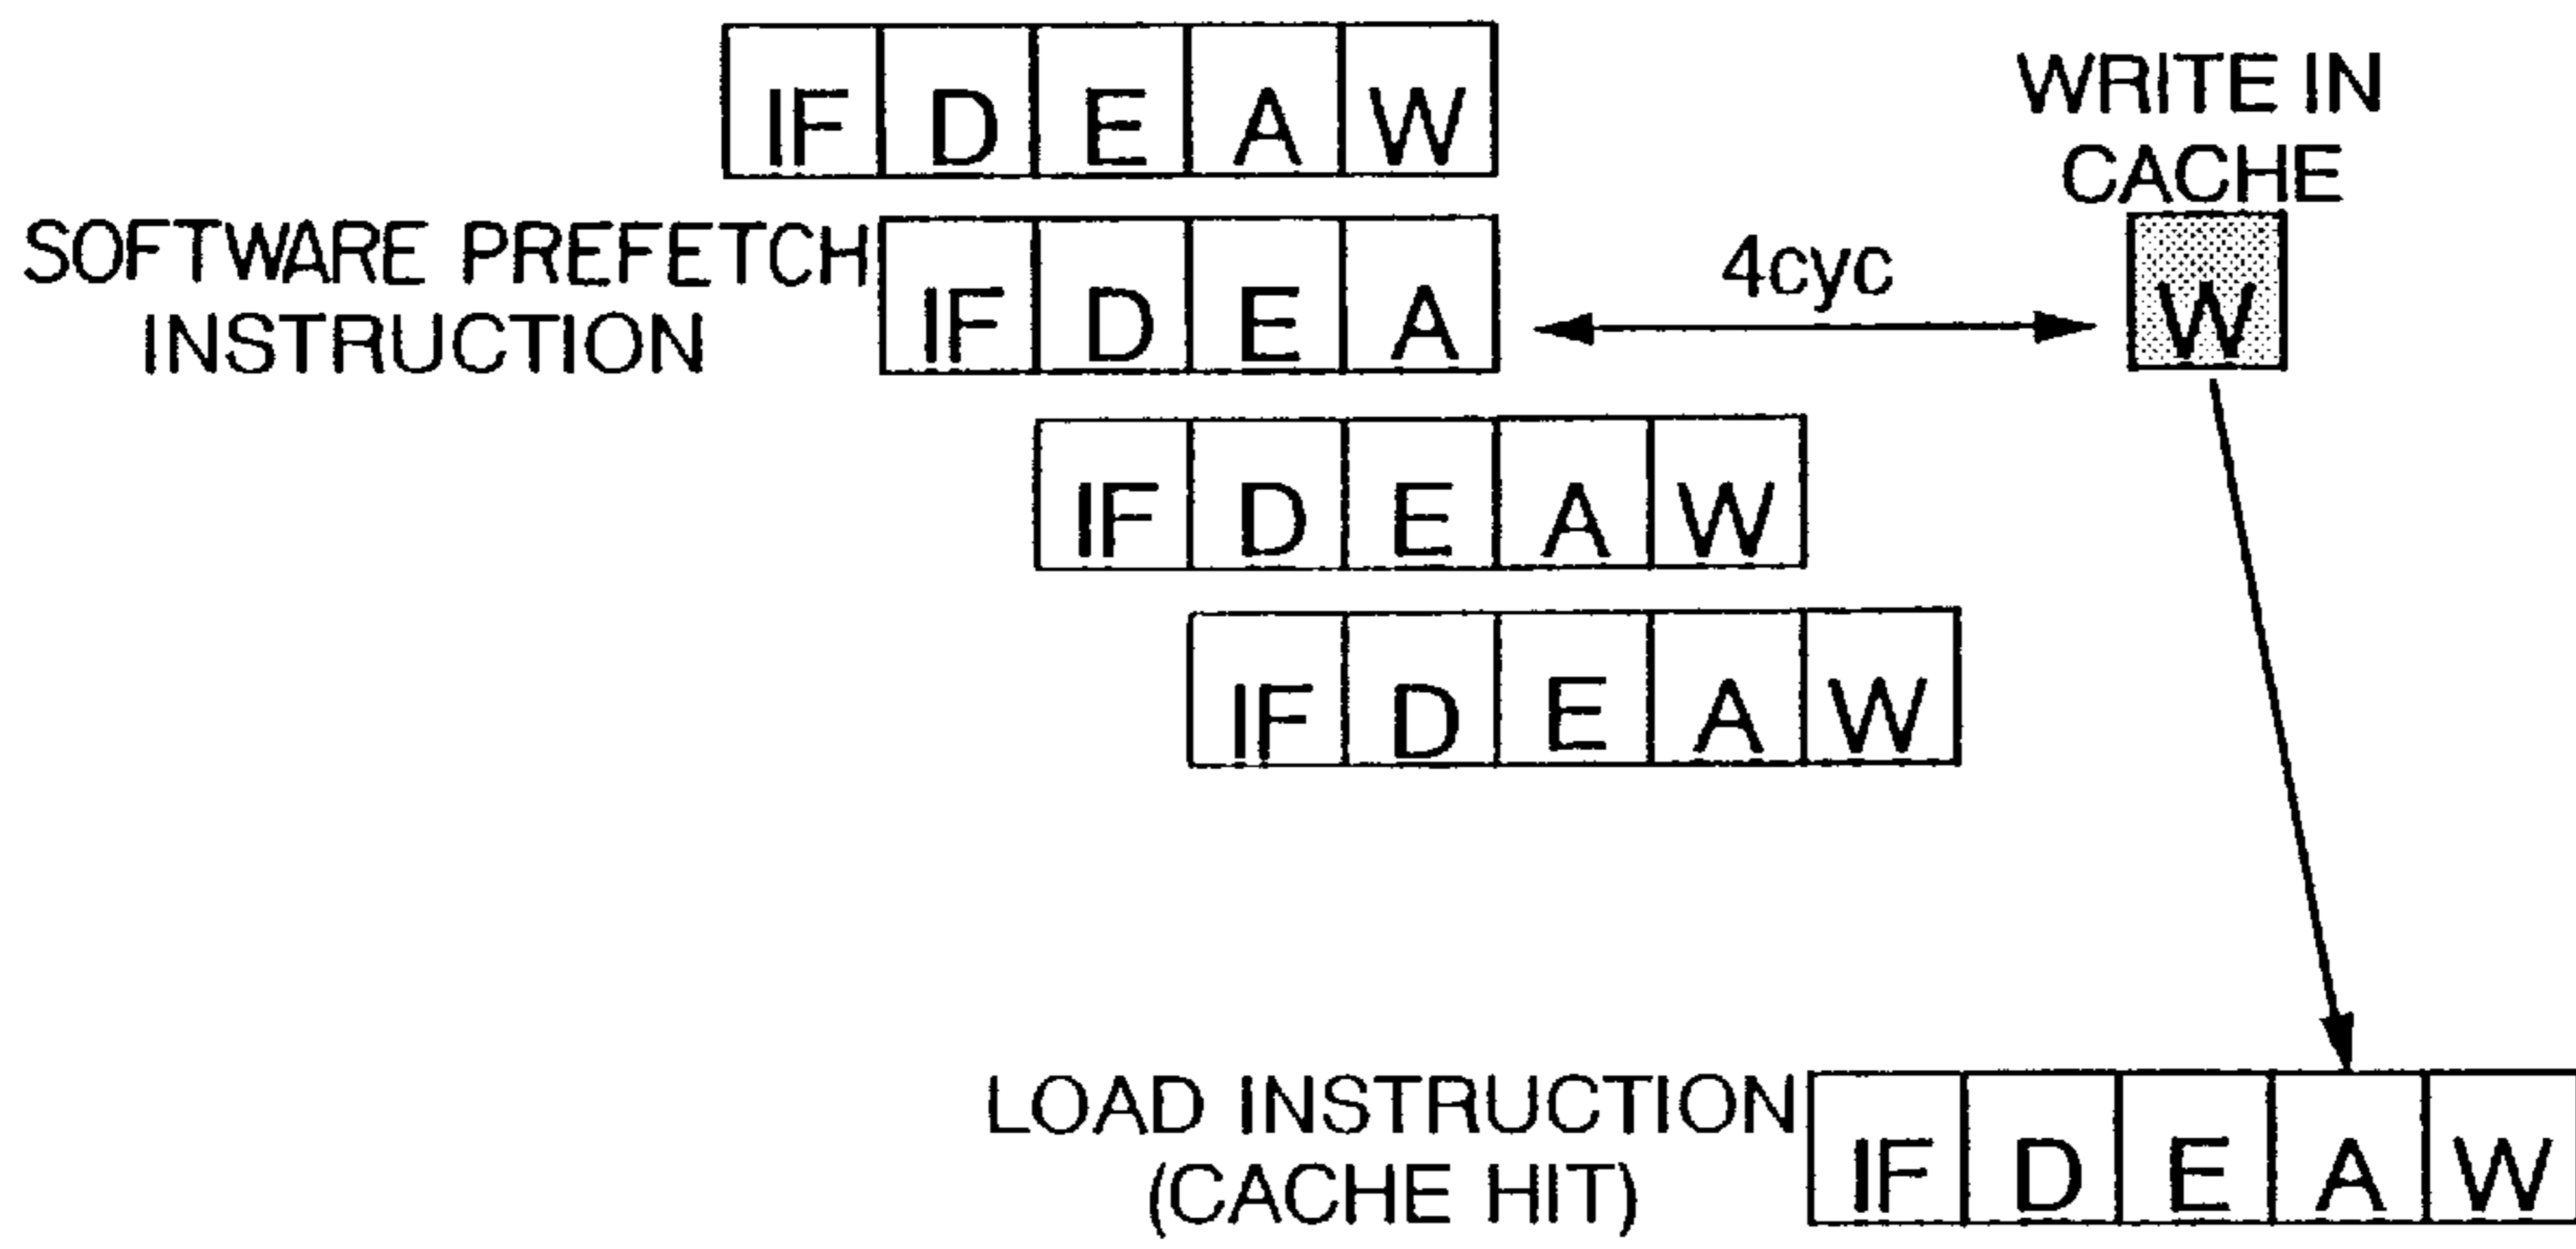 IF D E A W
WRITE IN
CACHE
SOFTWARE PREFETCH
INSTRUCTION
IF D E A
4cyc
W
IF D E A W
IF D E A W
LOAD INSTRUCTION
(CACHE HIT)
IF D E A W